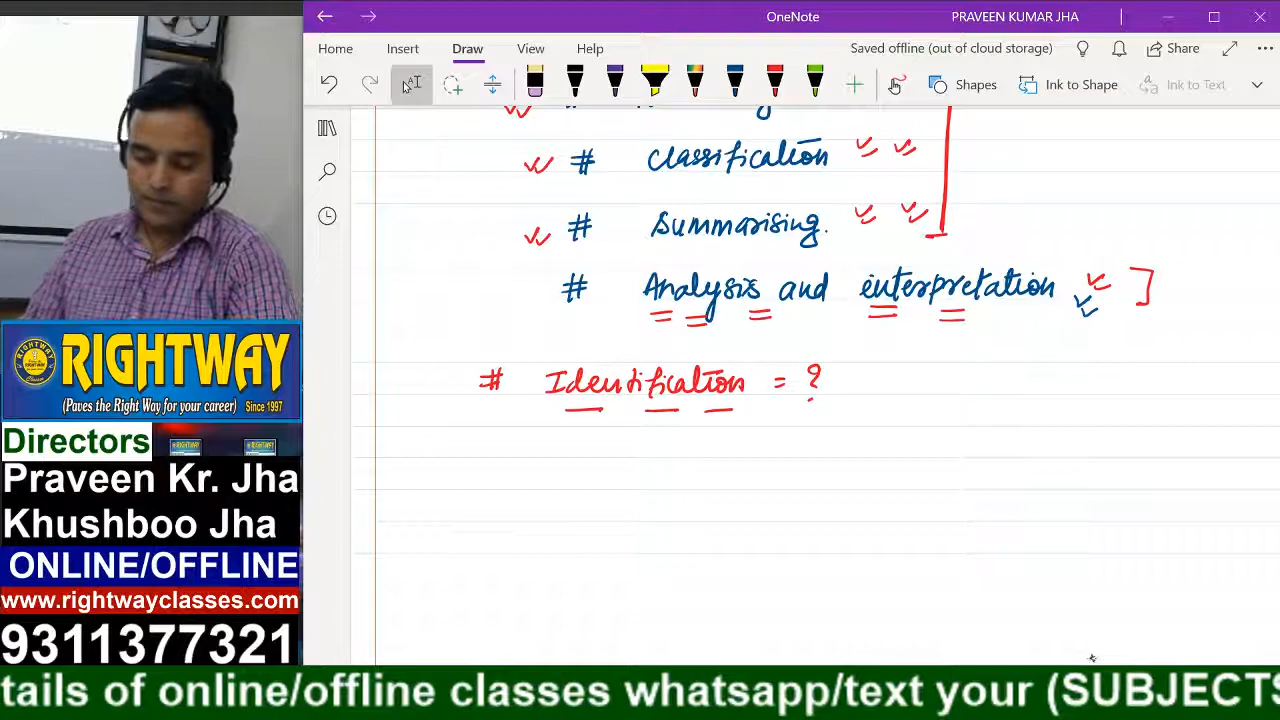 OneNote
PRAVEEN KUMAR JHA
Home Insert Draw View Help
Saved offline (out of cloud storage)
Share
Shapes
Ink to Shape
Ink to Text
# Classification
# Summarising.
# Analysis and interpretation
# Identification = ?
RIGHTWAY
(Paves the Right Way for your career) Since 1997
Directors
Praveen Kr. Jha
Khushboo Jha
ONLINE/OFFLINE
www.rightwayclasses.com
9311377321
tails of online/offline classes whatsapp/text your (SUBJECTS